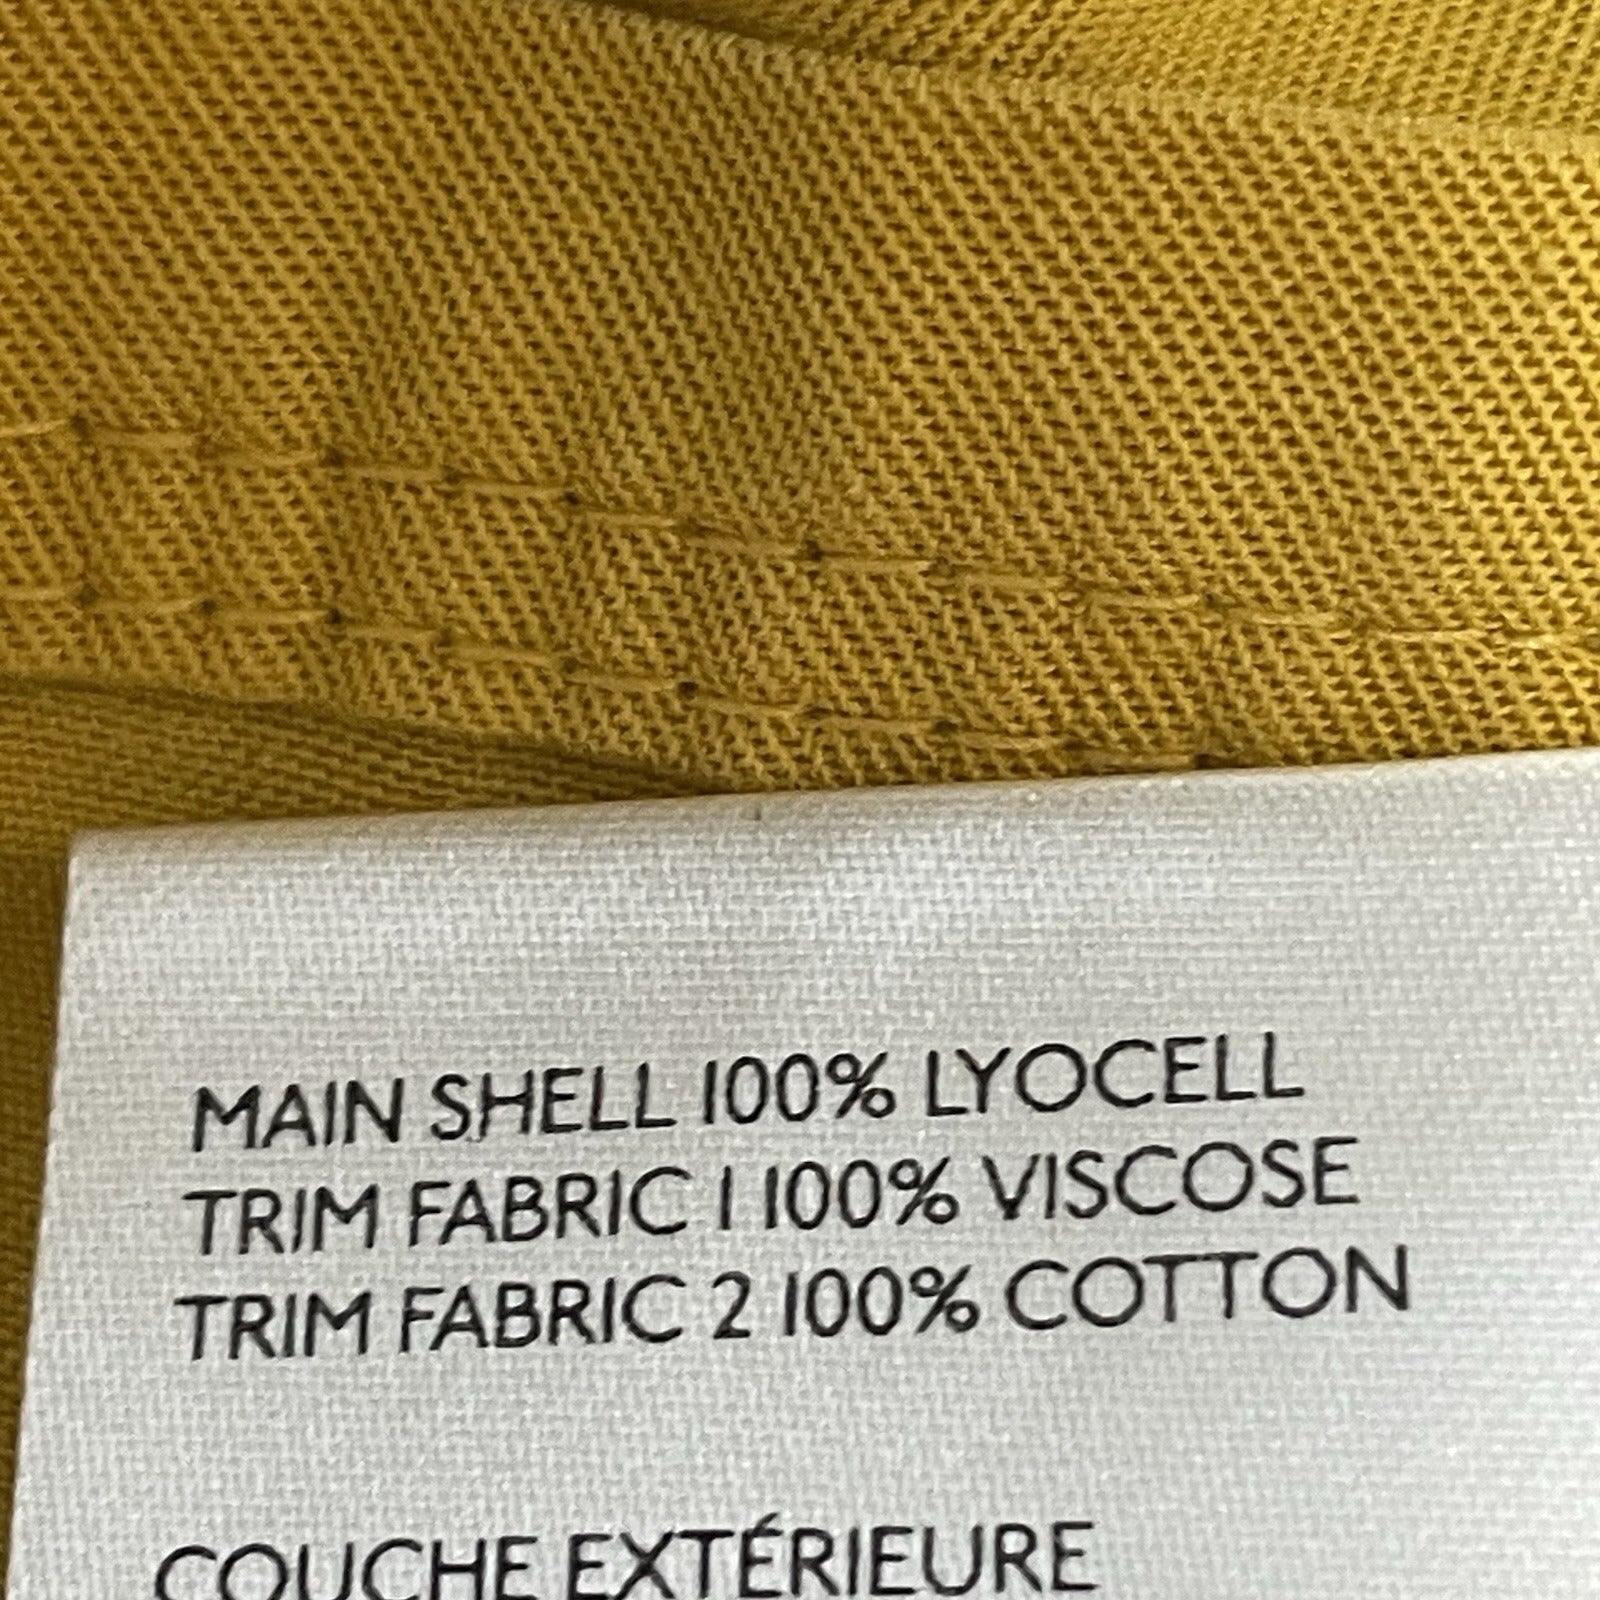 MAIN SHELL 100% LYOCELL
TRIM FABRIC 1 100% VISCOSE
TRIM FABRIC 2 100% COTTON
COUCHE EXTÉRIEURE